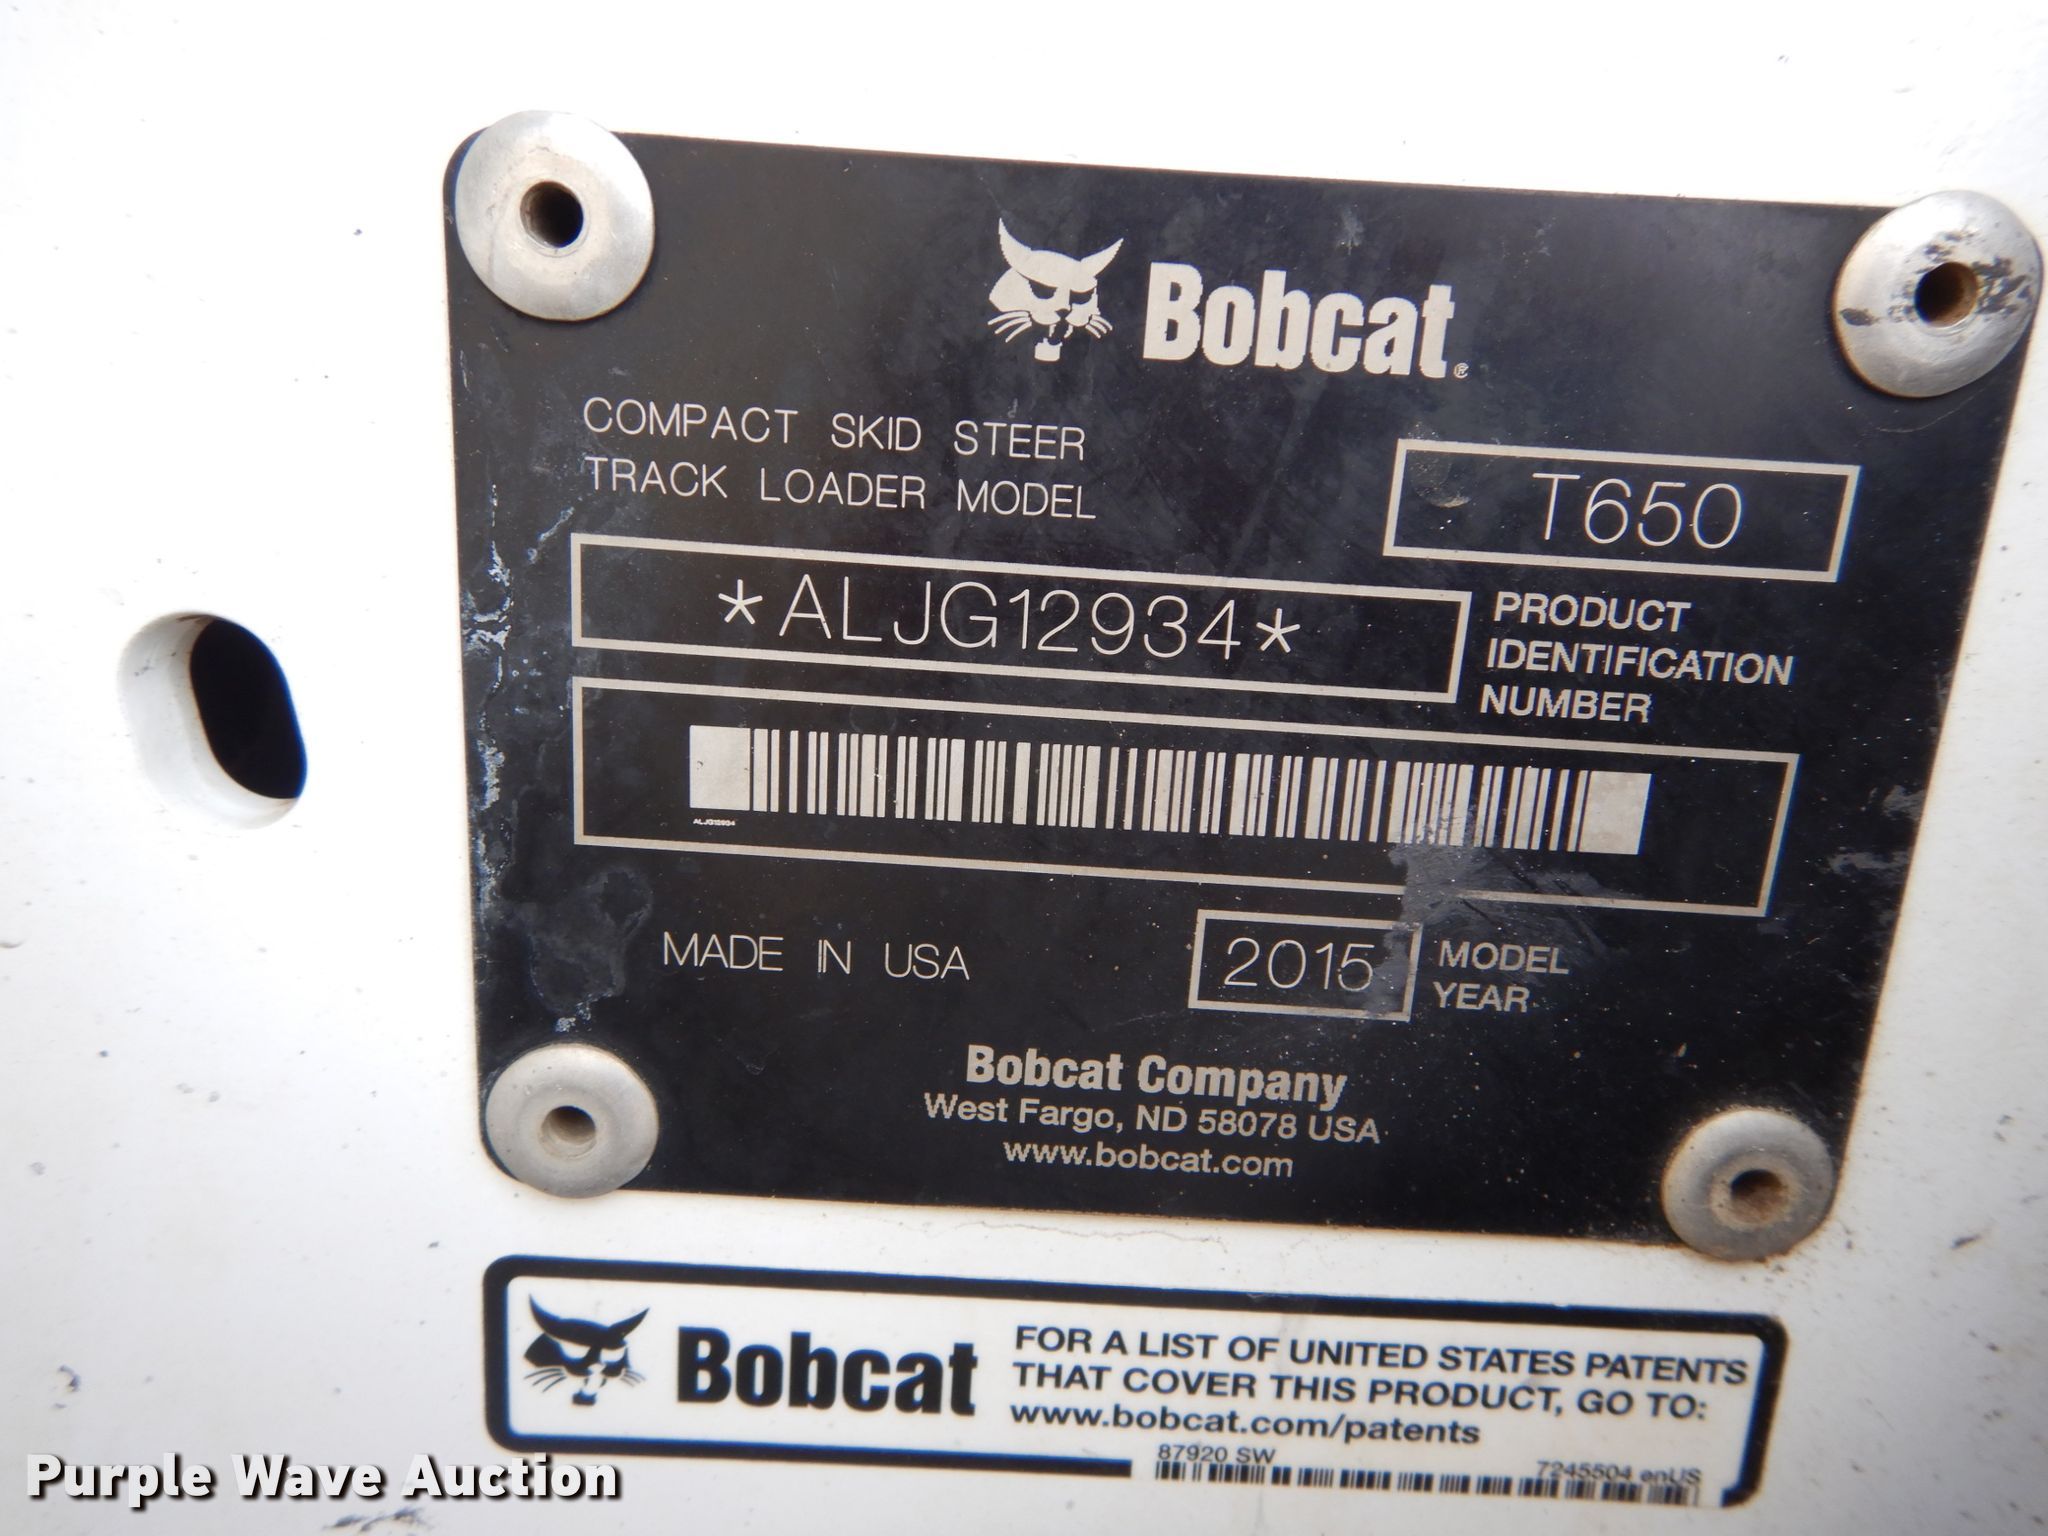 Bobcat®
COMPACT SKID STEER
TRACK LOADER MODEL
T650
*ALJG12934*
PRODUCT
IDENTIFICATION
NUMBER
ALJG12934
MADE IN USA
2015
MODEL
YEAR
Bobcat Company
West Fargo, ND 58078 USA
www.bobcat.com
Bobcat
FOR A LIST OF UNITED STATES PATENTS
THAT COVER THIS PRODUCT, GO TO:
www.bobcat.com/patents
87920 SW
7245504 enUS
Purple Wave Auction